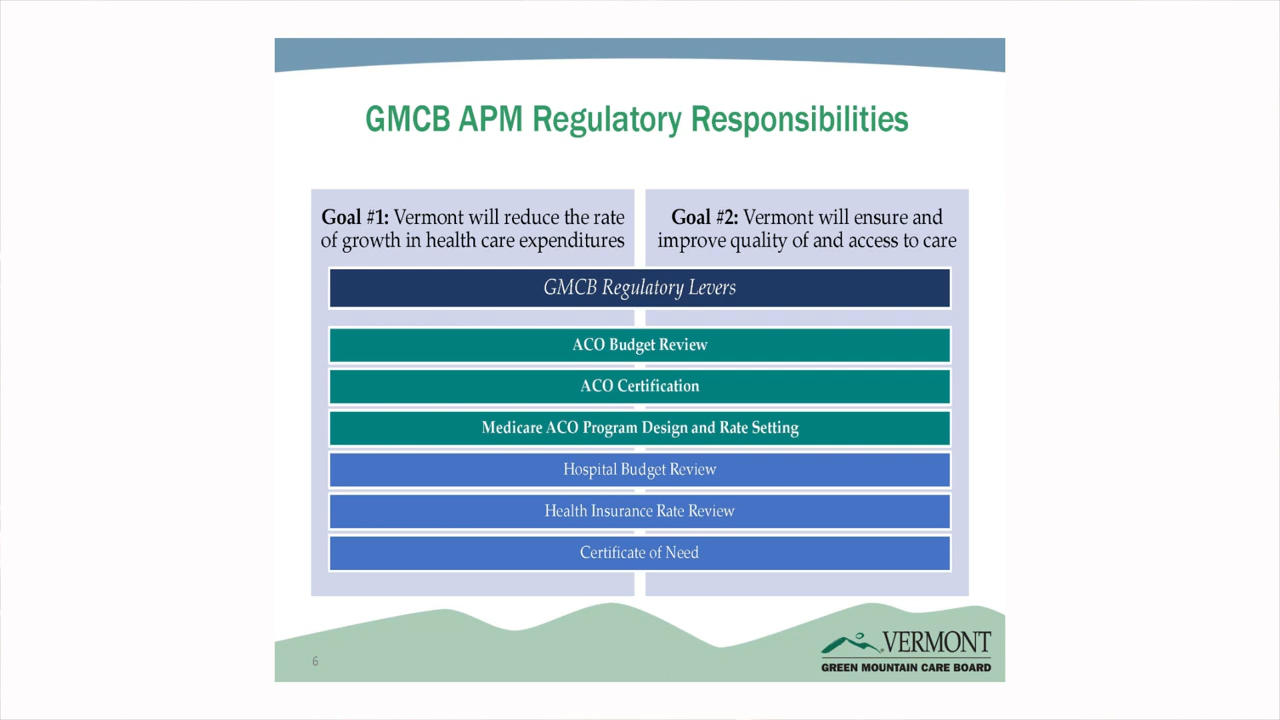 GMCB APM Regulatory Responsibilities
Goal #1: Vermont will reduce the rate
of growth in health care expenditures
Goal #2: Vermont will ensure and
improve quality of and access to care
GMCB Regulatory Levers
ACO Budget Review
ACO Certification
Medicare ACO Program Design and Rate Setting
Hospital Budget Review
Health Insurance Rate Review
Certificate of Need
6
VERMONT
GREEN MOUNTAIN CARE BOARD